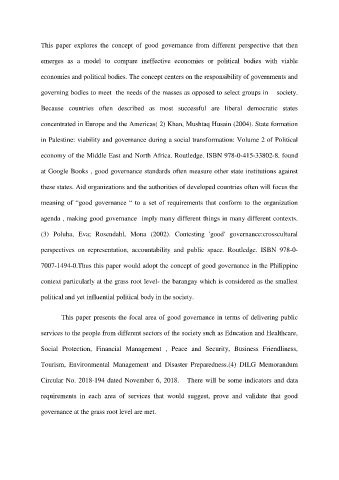 This paper explores the concept of good governance from different perspective that then
emerges as a model to compare ineffective economies or political bodies with viable
economies and political bodies. The concept centers on the responsibility of governments and
governing bodies to meet the needs of the masses as opposed to select groups in society.
Because countries often described as most successful are liberal democratic states
concentrated in Europe and the Americas( 2) Khan, Mushtaq Husain (2004). State formation
in Palestine: viability and governance during a social transformation: Volume 2 of Political
economy of the Middle East and North Africa. Routledge. ISBN 978-0-415-33802-8. found
at Google Books , good governance standards often measure other state institutions against
these states. Aid organizations and the authorities of developed countries often will focus the
meaning of “good governance “ to a set of requirements that conform to the organization
agenda , making good governance imply many different things in many different contexts.
(3) Poluha, Eva; Rosendahl, Mona (2002). Contesting 'good' governance:crosscultural
perspectives on representation, accountability and public space. Routledge. ISBN 978-0-
7007-1494-0.Thus this paper would adopt the concept of good governance in the Philippine
context particularly at the grass root level- the barangay which is considered as the smallest
political and yet influential political body in the society.
This paper presents the focal area of good governance in terms of delivering public
services to the people from different sectors of the society such as Education and Healthcare,
Social Protection, Financial Management , Peace and Security, Business Friendliness,
Tourism, Environmental Management and Disaster Preparedness.(4) DILG Memorandum
Circular No. 2018-194 dated November 6, 2018. There will be some indicators and data
requirements in each area of services that would suggest, prove and validate that good
governance at the grass root level are met.